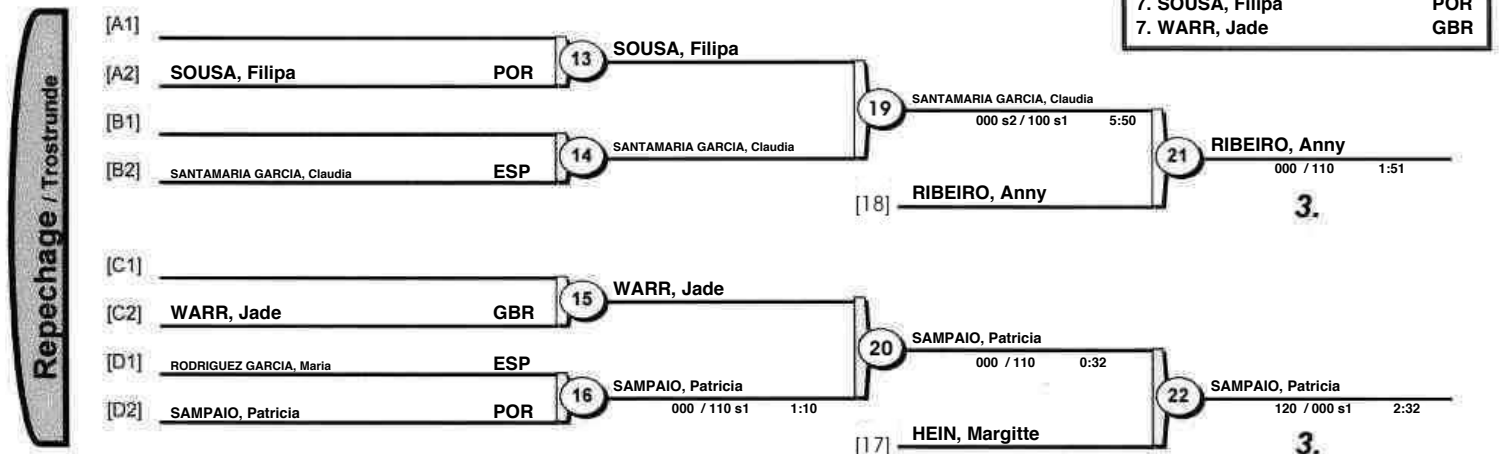 7. SOUSA, Filipa POR
7. WARR, Jade GBR
Repechage / Trostrunde
[A1]
[A2] SOUSA, Filipa POR
13 SOUSA, Filipa
[B1]
[B2] SANTAMARIA GARCIA, Claudia ESP
14 SANTAMARIA GARCIA, Claudia
19 SANTAMARIA GARCIA, Claudia
000 s2 / 100 s1 5:50
[18] RIBEIRO, Anny
21 RIBEIRO, Anny
000 / 110 1:51
3.
[C1]
[C2] WARR, Jade GBR
15 WARR, Jade
[D1] RODRIGUEZ GARCIA, Maria ESP
[D2] SAMPAIO, Patricia POR
16 SAMPAIO, Patricia
000 / 110 s1 1:10
20 SAMPAIO, Patricia
000 / 110 0:32
[17] HEIN, Margitte
22 SAMPAIO, Patricia
120 / 000 s1 2:32
3.